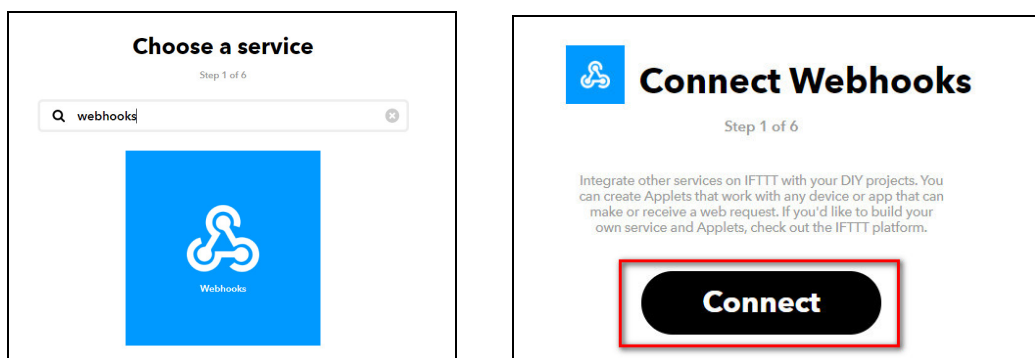 Choose a service
Step 1 of 6
webhooks
Webhooks
Connect Webhooks
Step 1 of 6
Integrate other services on IFTTT with your DIY projects. You
can create Applets that work with any device or app that can
make or receive a web request. If you'd like to build your
own service and Applets, check out the IFTTT platform.
Connect